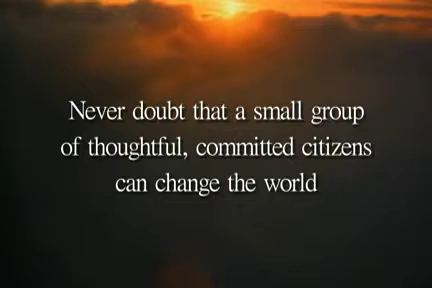 Never doubt that a small group
of thoughtful, committed citizens
can change the world